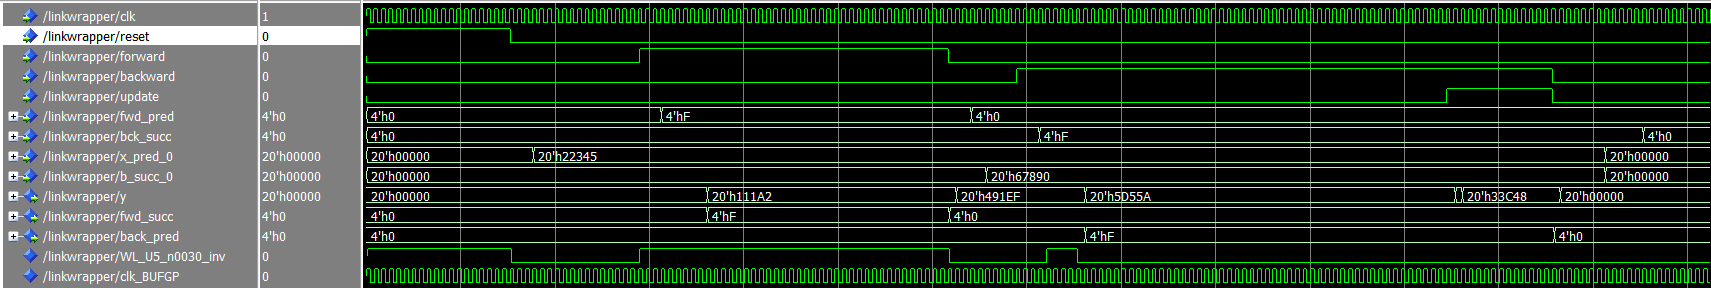 /linkwrapper/clk 1
/linkwrapper/reset 0
/linkwrapper/forward 0
/linkwrapper/backward 0
/linkwrapper/update 0
/linkwrapper/fwd_pred 4'h0 4'h0 4'hF 4'h0
/linkwrapper/bck_succ 4'h0 4'h0 4'hF 4'h0
/linkwrapper/x_pred_0 20'h00000 20'h00000 20'h22345 20'h00000
/linkwrapper/b_succ_0 20'h00000 20'h00000 20'h67890 20'h00000
/linkwrapper/y 20'h00000 20'h00000 20'h111A2 20'h491EF 20'h5D55A 20'h33C48 20'h00000
/linkwrapper/fwd_succ 4'h0 4'h0 4'hF 4'h0
/linkwrapper/back_pred 4'h0 4'h0 4'hF 4'h0
/linkwrapper/WL_U5_n0030_inv 0
/linkwrapper/clk_BUFGP 0